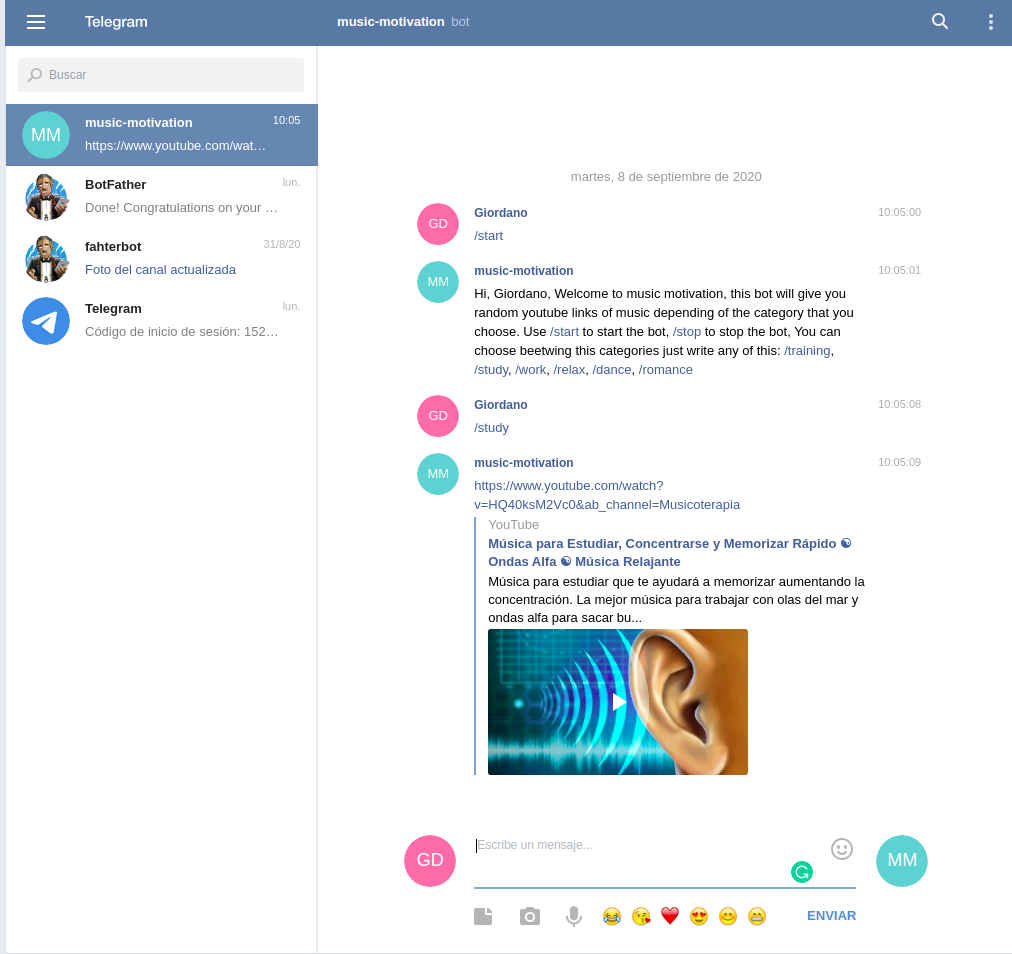 Telegram
music-motivation bot
Buscar
MM
music-motivation 10:05
https://www.youtube.com/wat…
BotFather lun.
Done! Congratulations on your …
fahterbot 31/8/20
Foto del canal actualizada
Telegram lun.
Código de inicio de sesión: 152…
martes, 8 de septiembre de 2020
GD
Giordano 10:05:00
/start
MM
music-motivation 10:05:01
Hi, Giordano, Welcome to music motivation, this bot will give you
random youtube links of music depending of the category that you
choose. Use /start to start the bot, /stop to stop the bot, You can
choose beetwing this categories just write any of this: /training,
/study, /work, /relax, /dance, /romance
GD
Giordano 10:05:08
/study
MM
music-motivation 10:05:09
https://www.youtube.com/watch?
v=HQ40ksM2Vc0&ab_channel=Musicoterapia
YouTube
Música para Estudiar, Concentrarse y Memorizar Rápido ☯
Ondas Alfa ☯ Música Relajante
Música para estudiar que te ayudará a memorizar aumentando la
concentración. La mejor música para trabajar con olas del mar y
ondas alfa para sacar bu...
GD
Escribe un mensaje...
MM
😂 😘 ❤️ 😍 😊 😁 ENVIAR